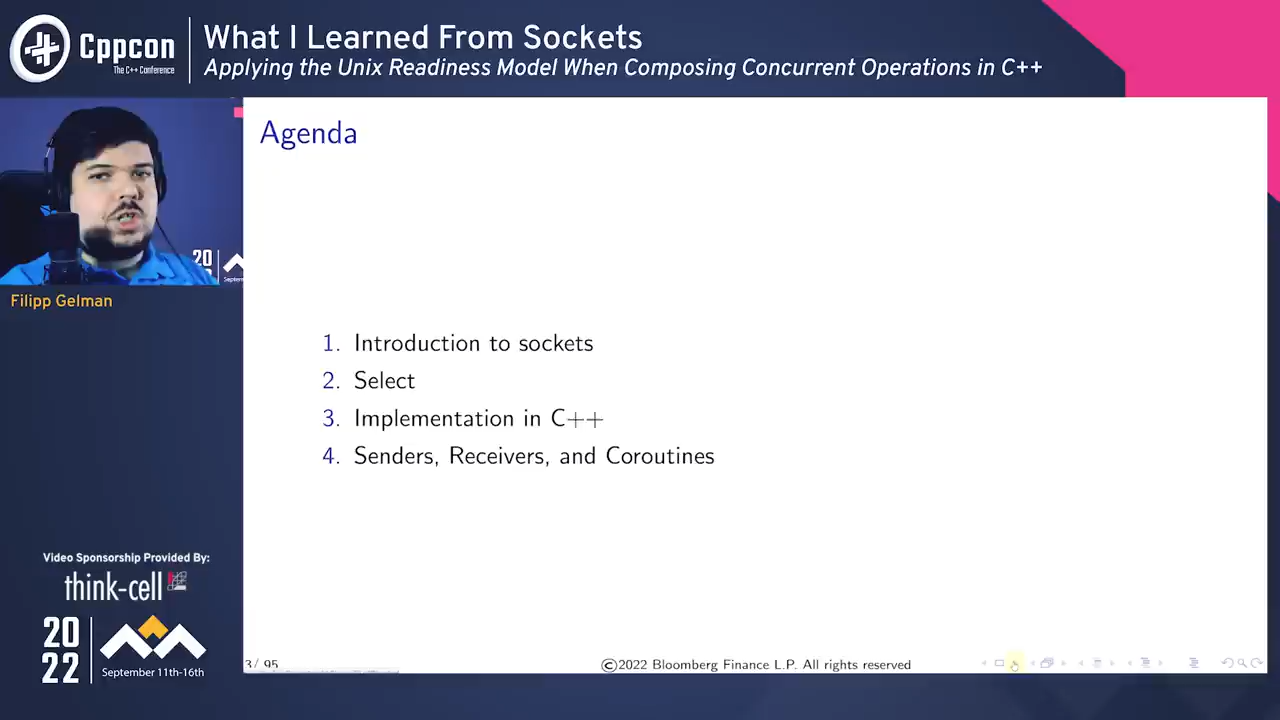 Cppcon
The C++ Conference
What I Learned From Sockets
Applying the Unix Readiness Model When Composing Concurrent Operations in C++
Agenda
20
Filipp Gelman
1. Introduction to sockets
2. Select
3. Implementation in C++
4. Senders, Receivers, and Coroutines
Video Sponsorship Provided By:
think-cell
20
22
September 11th-16th
3/ 95
©2022 Bloomberg Finance L.P. All rights reserved